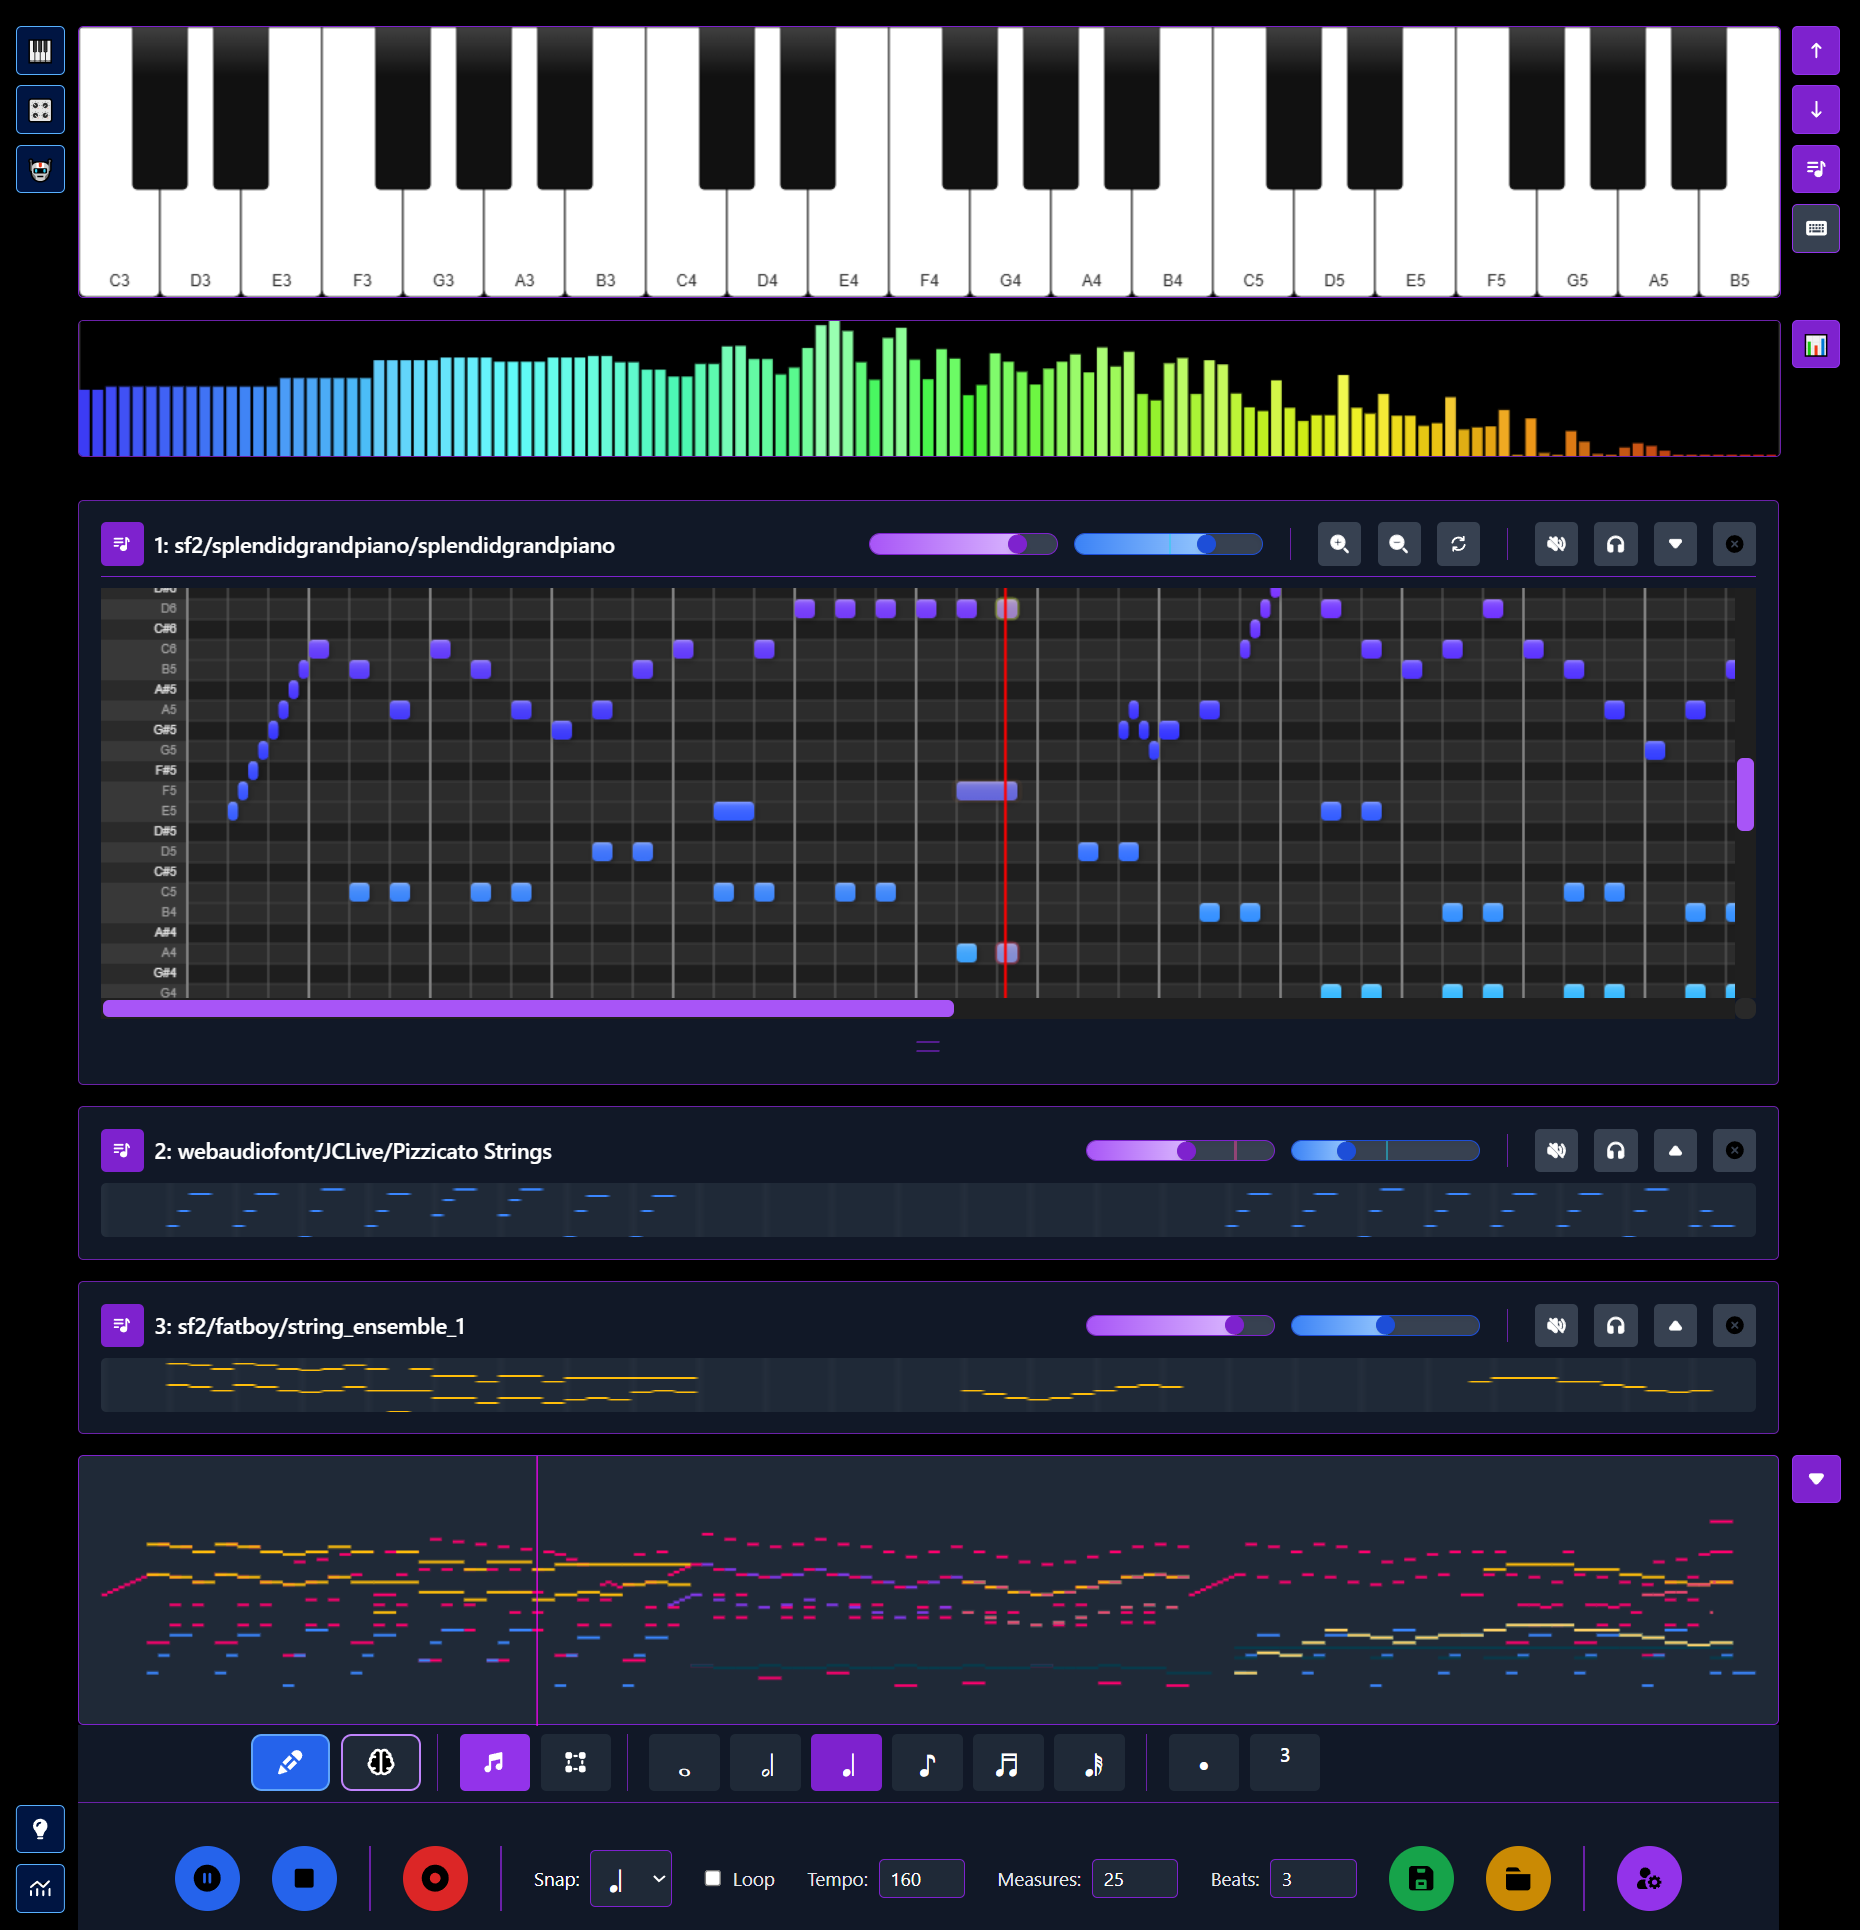 C3 D3 E3 F3 G3 A3 B3 C4 D4 E4 F4 G4 A4 B4 C5 D5 E5 F5 G5 A5 B5
1: sf2/splendidgrandpiano/splendidgrandpiano
D#6
D6
C#6
C6
B5
A#5
A5
G#5
G5
F#5
F5
E5
D#5
D5
C#5
C5
B4
A#4
A4
G#4
G4
2: webaudiofont/JCLive/Pizzicato Strings
3: sf2/fatboy/string_ensemble_1
3
Snap: Loop Tempo: 160 Measures: 25 Beats: 3